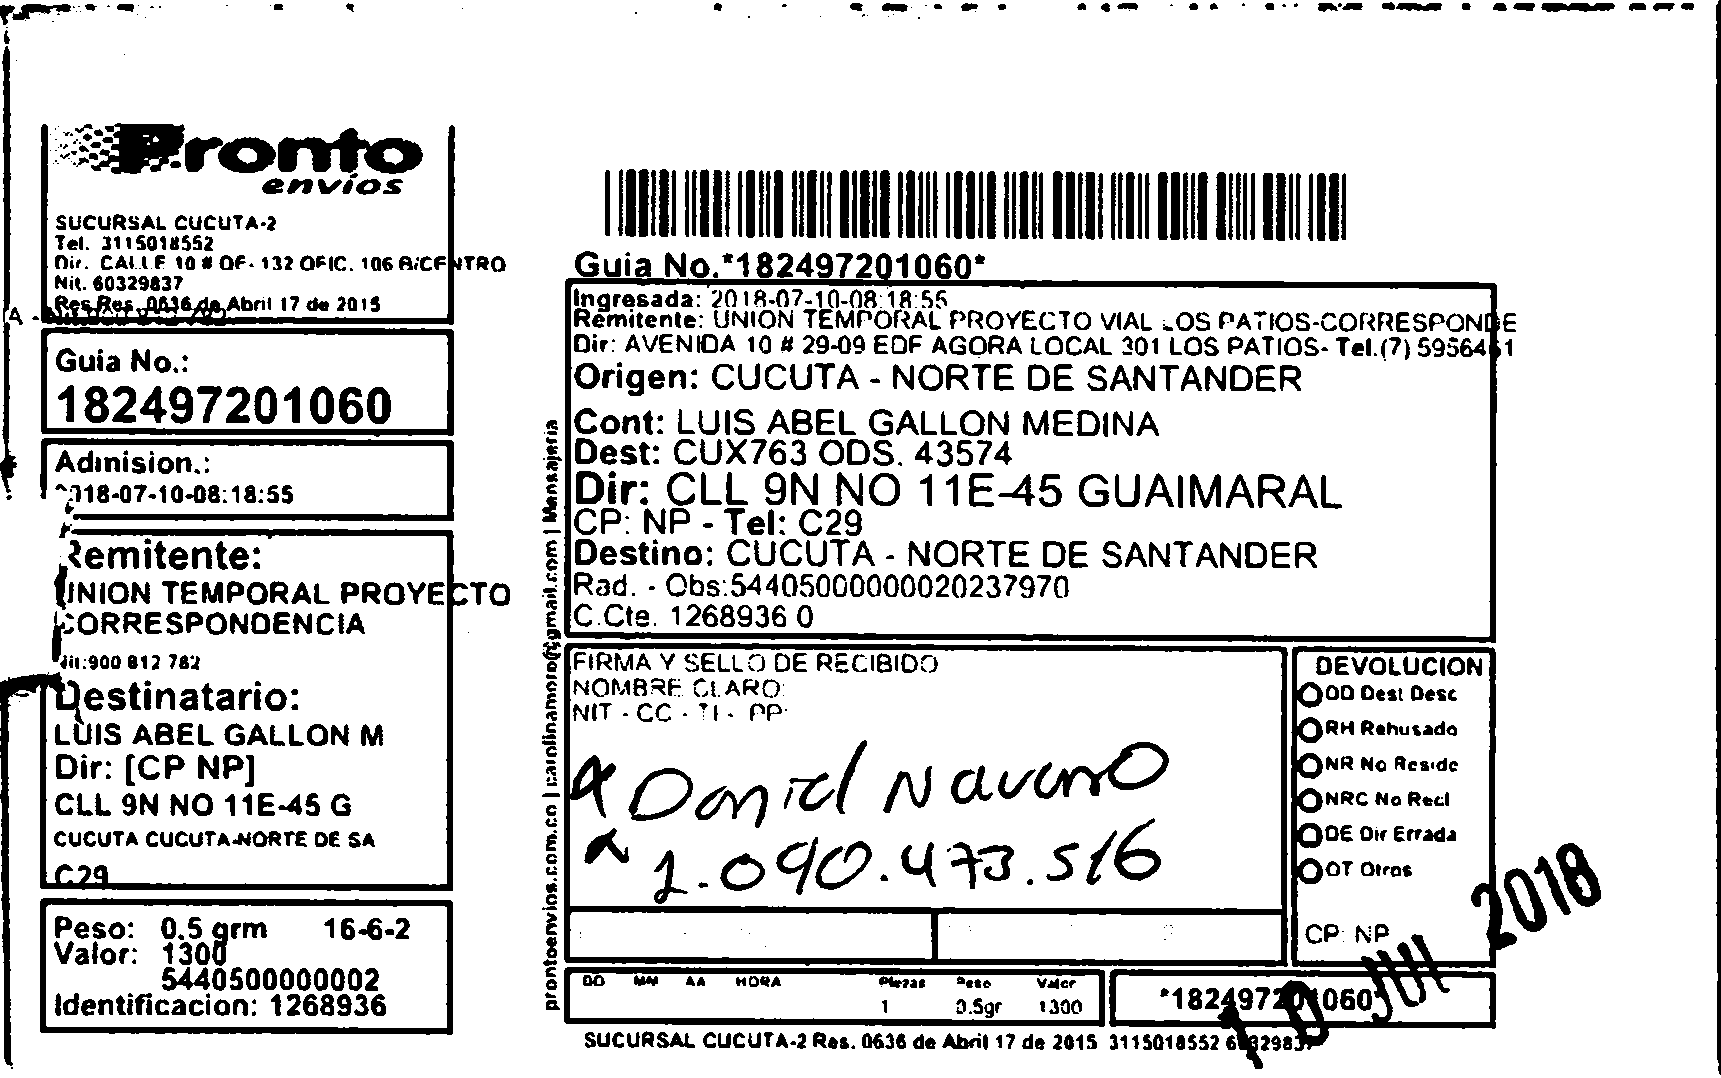 Pronto
envíos
SUCURSAL CUCUTA-2
Tel. 3115018552
Dir. CALLE 10 # OF- 132 OFIC. 106 B/CENTRO
Nit. 60329837
Res.Res. 0636 de Abril 17 de 2015
Guia No.:
182497201060
Admision.:
2018-07-10-08:18:55
Remitente:
UNION TEMPORAL PROYECTO
CORRESPONDENCIA
Nit:900 812 782
Destinatario:
LUIS ABEL GALLON M
Dir: [CP NP]
CLL 9N NO 11E-45 G
CUCUTA CUCUTA-NORTE DE SA
C29
Peso: 0.5 grm 16-6-2
Valor: 1300
5440500000002
Identificacion: 1268936
prontoenvios.com.co | carolinamoro@gmail.com | Mensajeria
Guia No.*182497201060*
Ingresada: 2018-07-10-08:18:55
Remitente: UNION TEMPORAL PROYECTO VIAL LOS PATIOS-CORRESPONDE
Dir: AVENIDA 10 # 29-09 EDF AGORA LOCAL 301 LOS PATIOS- Tel.(7) 5956461
Origen: CUCUTA - NORTE DE SANTANDER
Cont: LUIS ABEL GALLON MEDINA
Dest: CUX763 ODS. 43574
Dir: CLL 9N NO 11E-45 GUAIMARAL
CP: NP - Tel: C29
Destino: CUCUTA - NORTE DE SANTANDER
Rad. - Obs:54405000000020237970
C.Cte. 1268936 0
FIRMA Y SELLO DE RECIBIDO
NOMBRE CLARO:
NIT - CC - TI - PP:
Daniel Navarro
1.090.473.516
DEVOLUCION
OD Dest Desc
RH Rehusado
NR No Reside
NRC No Recl
DE Dir Errada
OT Otros
CP: NP
DD MM AA HORA Piezas Peso Valor
1 0.5gr 1300
*182497201060*
10 JUL 2018
SUCURSAL CUCUTA-2 Res. 0636 de Abril 17 de 2015 3115018552 60329837